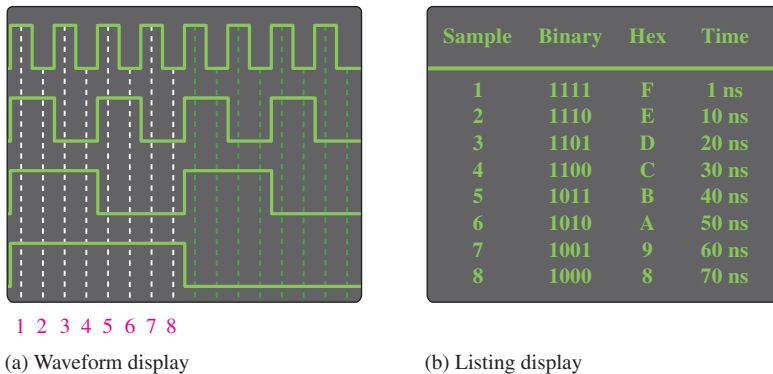 Sample Binary Hex Time
1 1111 F 1 ns
2 1110 E 10 ns
3 1101 D 20 ns
4 1100 C 30 ns
5 1011 B 40 ns
6 1010 A 50 ns
7 1001 9 60 ns
8 1000 8 70 ns
1 2 3 4 5 6 7 8
(a) Waveform display
(b) Listing display